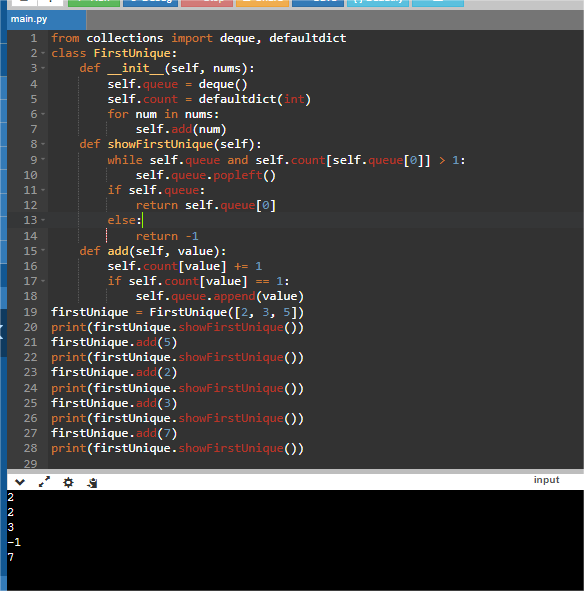 main.py
1 from collections import deque, defaultdict
2 class FirstUnique:
3     def __init__(self, nums):
4         self.queue = deque()
5         self.count = defaultdict(int)
6         for num in nums:
7             self.add(num)
8     def showFirstUnique(self):
9         while self.queue and self.count[self.queue[0]] > 1:
10             self.queue.popleft()
11         if self.queue:
12             return self.queue[0]
13         else:
14             return -1
15     def add(self, value):
16         self.count[value] += 1
17         if self.count[value] == 1:
18             self.queue.append(value)
19 firstUnique = FirstUnique([2, 3, 5])
20 print(firstUnique.showFirstUnique())
21 firstUnique.add(5)
22 print(firstUnique.showFirstUnique())
23 firstUnique.add(2)
24 print(firstUnique.showFirstUnique())
25 firstUnique.add(3)
26 print(firstUnique.showFirstUnique())
27 firstUnique.add(7)
28 print(firstUnique.showFirstUnique())
29
input
2
2
3
-1
7